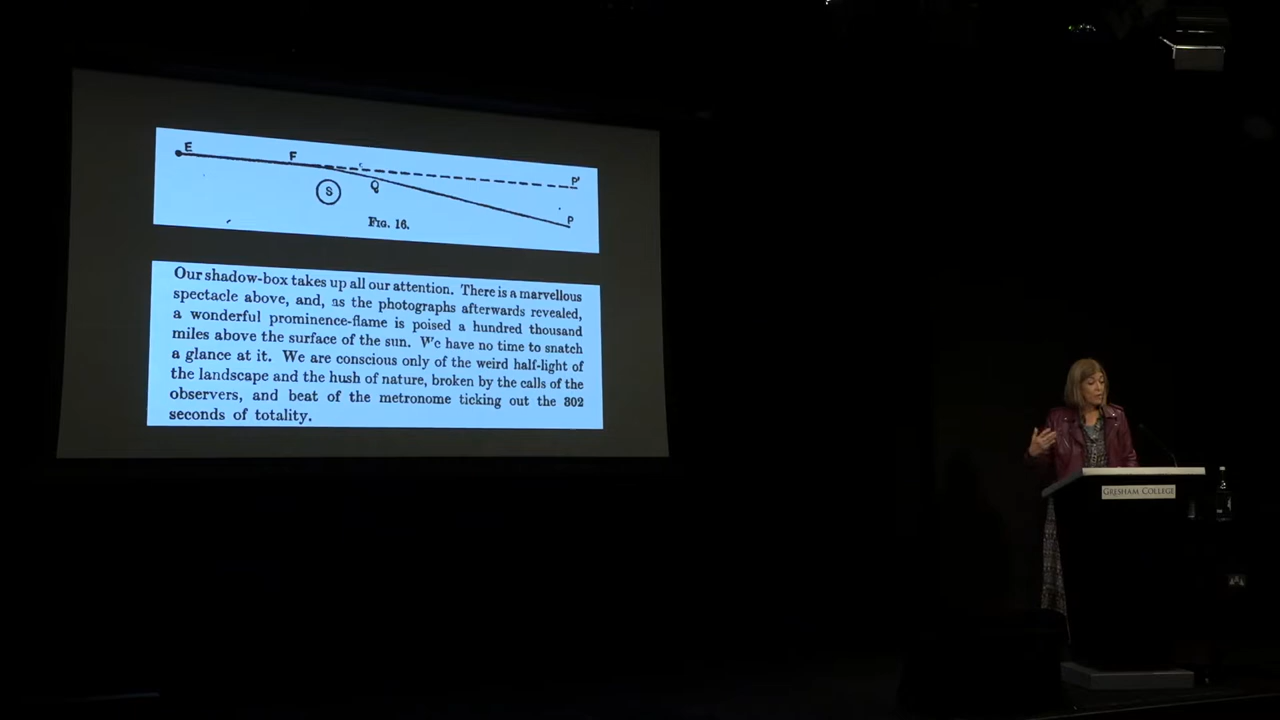 E F P'
S Q P
FIG. 16.
Our shadow-box takes up all our attention. There is a marvellous
spectacle above, and, as the photographs afterwards revealed,
a wonderful prominence-flame is poised a hundred thousand
miles above the surface of the sun. We have no time to snatch
a glance at it. We are conscious only of the weird half-light of
the landscape and the hush of nature, broken by the calls of the
observers, and beat of the metronome ticking out the 302
seconds of totality.
GRESHAM COLLEGE